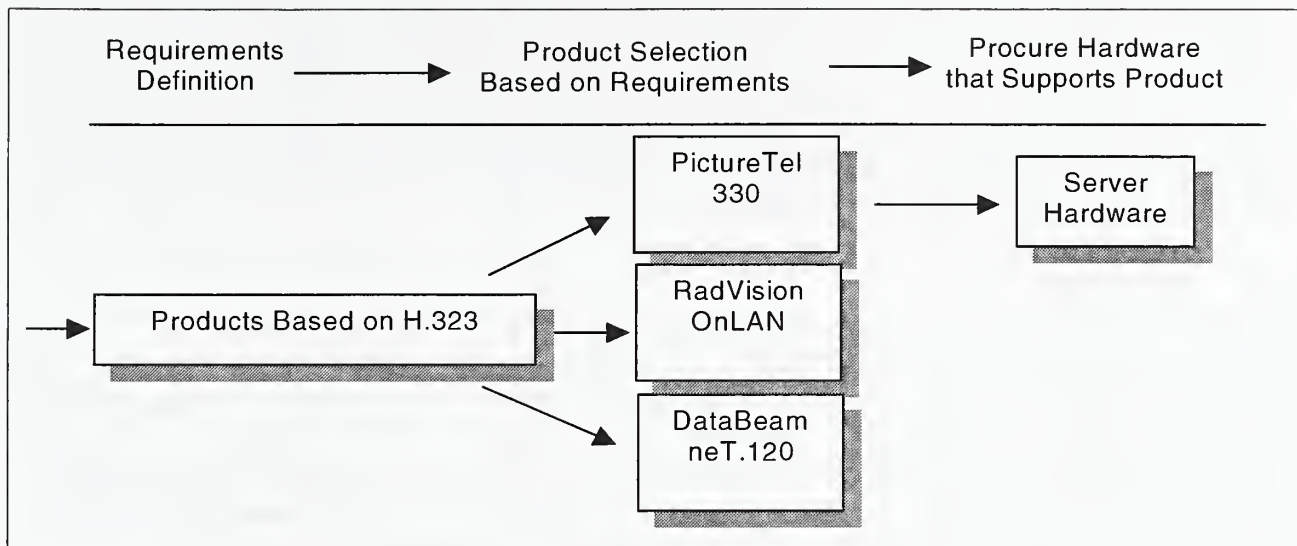 Requirements
Definition
Product Selection
Based on Requirements
Procure Hardware
that Supports Product
PictureTel
330
Server
Hardware
Products Based on H.323
RadVision
OnLAN
DataBeam
neT.120